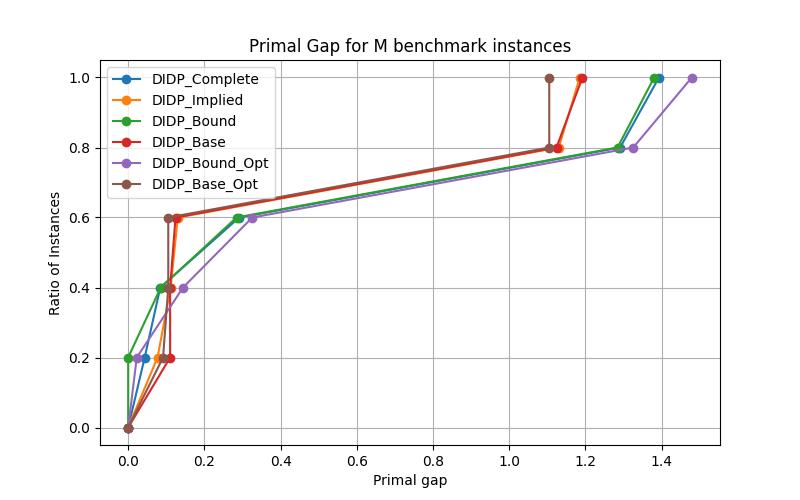 Primal Gap for M benchmark instances
1.0
0.8
0.6
0.4
0.2
0.0
Ratio of Instances
DIDP_Complete
DIDP_Implied
DIDP_Bound
DIDP_Base
DIDP_Bound_Opt
DIDP_Base_Opt
0.0 0.2 0.4 0.6 0.8 1.0 1.2 1.4
Primal gap